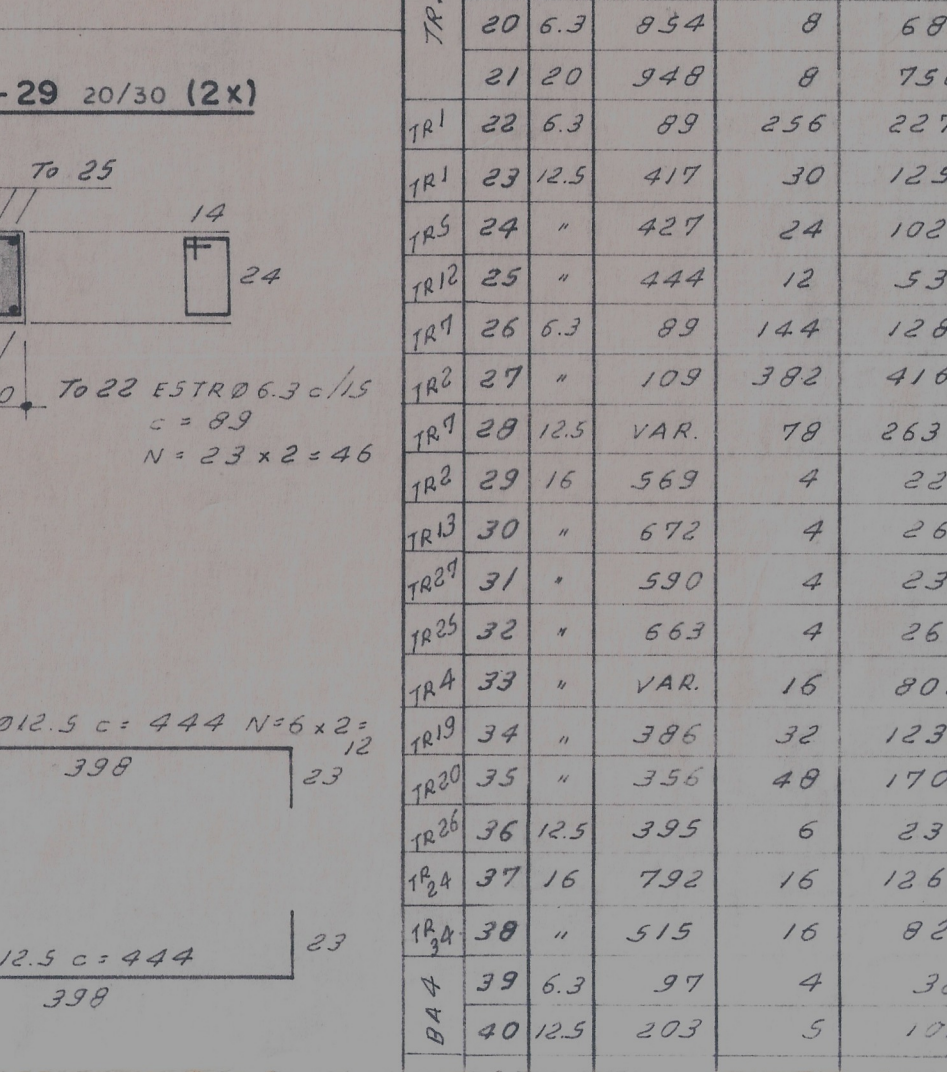 -29 20/30 (2x)
To 25
14
24
0 To 22 ESTR Ø 6.3 c/15
c = 89
N = 23 x 2 = 46
Ø12.5 c = 444 N=6 x 2 =
12
398
23
23
12.5 c = 444
398
TR. 20 6.3 854 8 68
21 20 948 8 75
TR1 22 6.3 89 256 227
TR1 23 12.5 417 30 125
TR5 24 " 427 24 102
TR12 25 " 444 12 53
TR7 26 6.3 89 144 128
TR2 27 " 109 382 416
TR7 28 12.5 VAR. 78 263
TR2 29 16 569 4 22
TR13 30 " 672 4 26
TR27 31 " 590 4 23
TR25 32 " 663 4 26
TR4 33 " VAR. 16 80
TR19 34 " 386 32 123
TR20 35 " 356 48 170
TR26 36 12.5 395 6 23
TR24 37 16 792 16 126
TR34 38 " 515 16 82
BA4 39 6.3 97 4 38
40 12.5 203 5 10